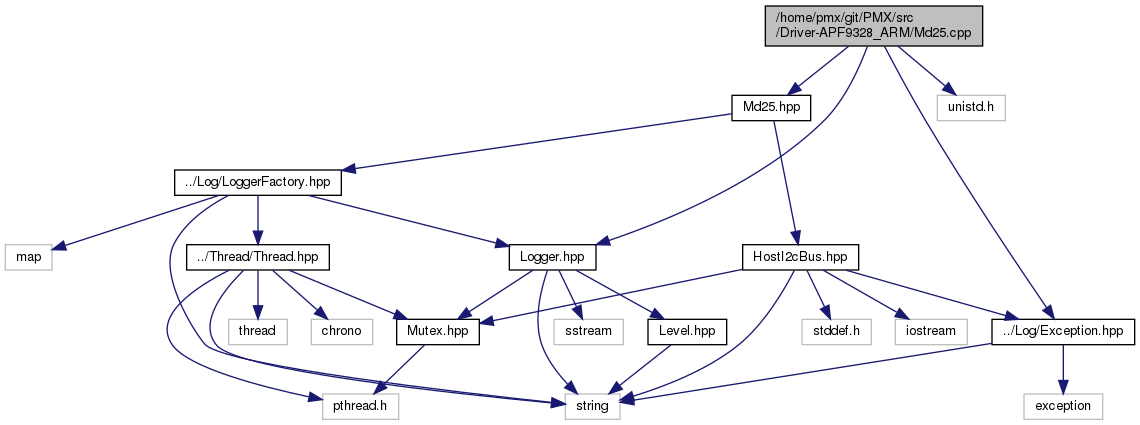 /home/pmx/git/PMX/src
/Driver-APF9328_ARM/Md25.cpp
Md25.hpp
unistd.h
../Log/LoggerFactory.hpp
map
../Thread/Thread.hpp
Logger.hpp
HostI2cBus.hpp
thread
chrono
Mutex.hpp
sstream
Level.hpp
stddef.h
iostream
../Log/Exception.hpp
pthread.h
string
exception